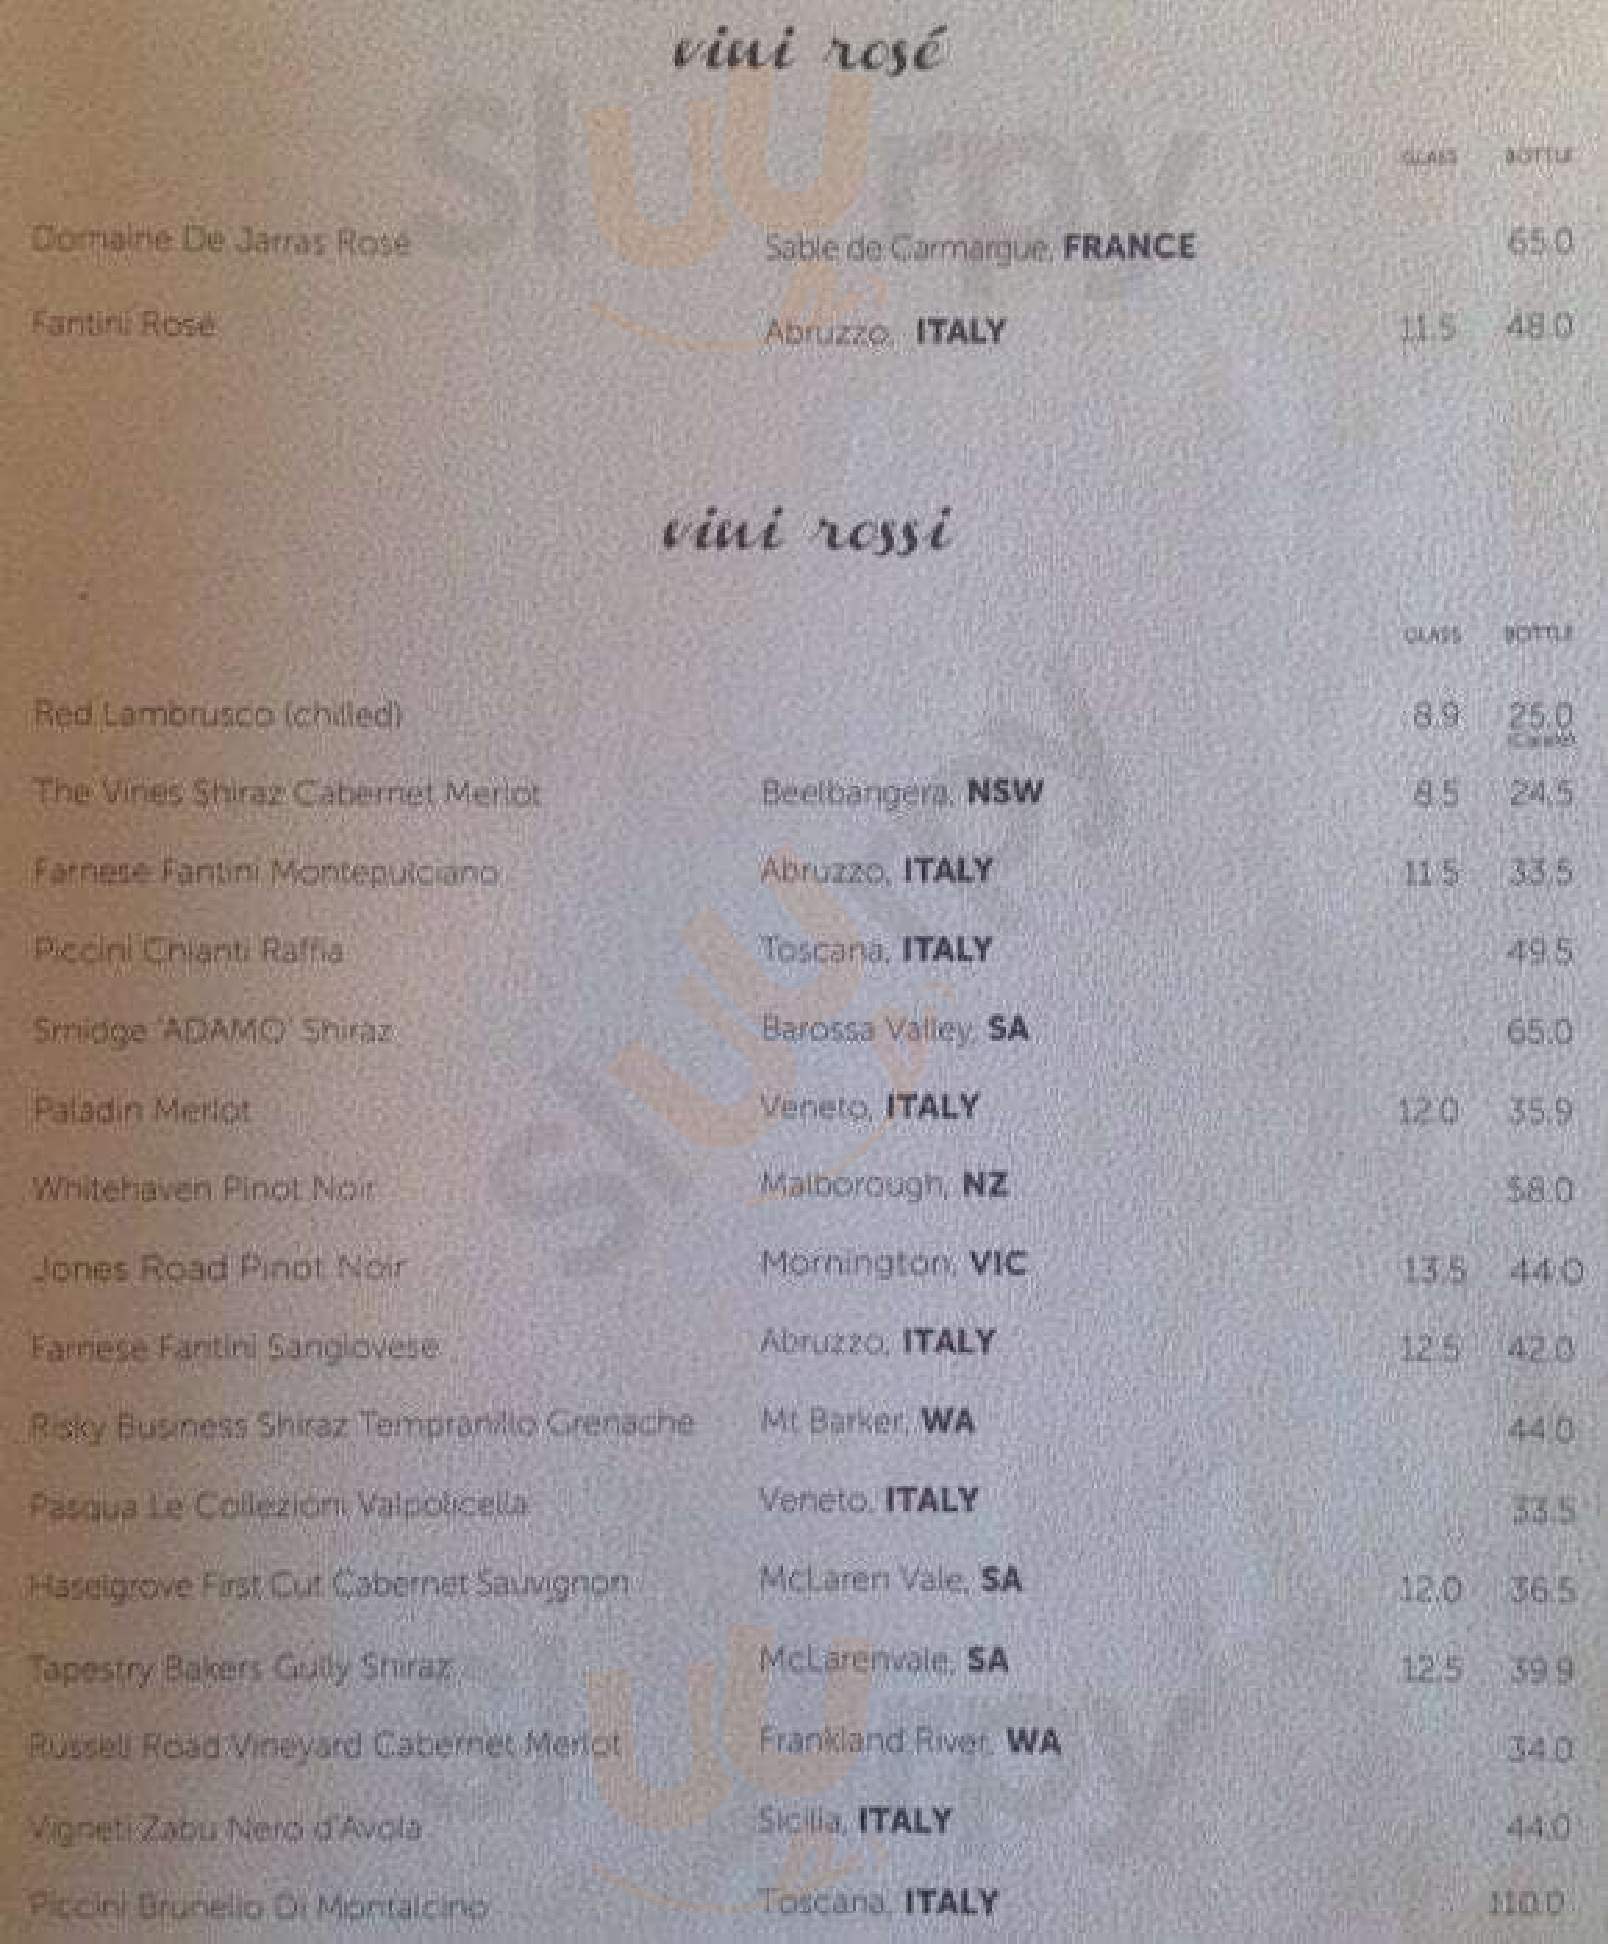 vini rosé
GLASS BOTTLE
Domaine De Jarras Rosé Sable de Carmargue, FRANCE 65.0
Fantini Rosé Abruzzo, ITALY 11.5 48.0
vini rossi
GLASS BOTTLE
Red Lambrusco (chilled) 8.9 25.0
The Vines Shiraz Cabernet Merlot Beelbangera, NSW 8.5 24.5
Farnese Fantini Montepulciano Abruzzo, ITALY 11.5 33.5
Piccini Chianti Raffia Toscana, ITALY 49.5
Smidge 'ADAMO' Shiraz Barossa Valley, SA 65.0
Paladin Merlot Veneto, ITALY 12.0 35.9
Whitehaven Pinot Noir Malborough, NZ 58.0
Jones Road Pinot Noir Mornington, VIC 13.5 44.0
Farnese Fantini Sangiovese Abruzzo, ITALY 12.5 42.0
Risky Business Shiraz Tempranillo Grenache Mt Barker, WA 44.0
Pasqua Le Collezioni Valpolicella Veneto, ITALY 33.5
Haselgrove First Cut Cabernet Sauvignon McLaren Vale, SA 12.0 36.5
Tapestry Bakers Gully Shiraz McLarenvale, SA 12.5 39.9
Russell Road Vineyard Cabernet Merlot Frankland River, WA 34.0
Vigneti Zabu Nero d'Avola Sicilia, ITALY 44.0
Piccini Brunello Di Montalcino Toscana, ITALY 110.0
sluurpy
sluurpy
sluurpy